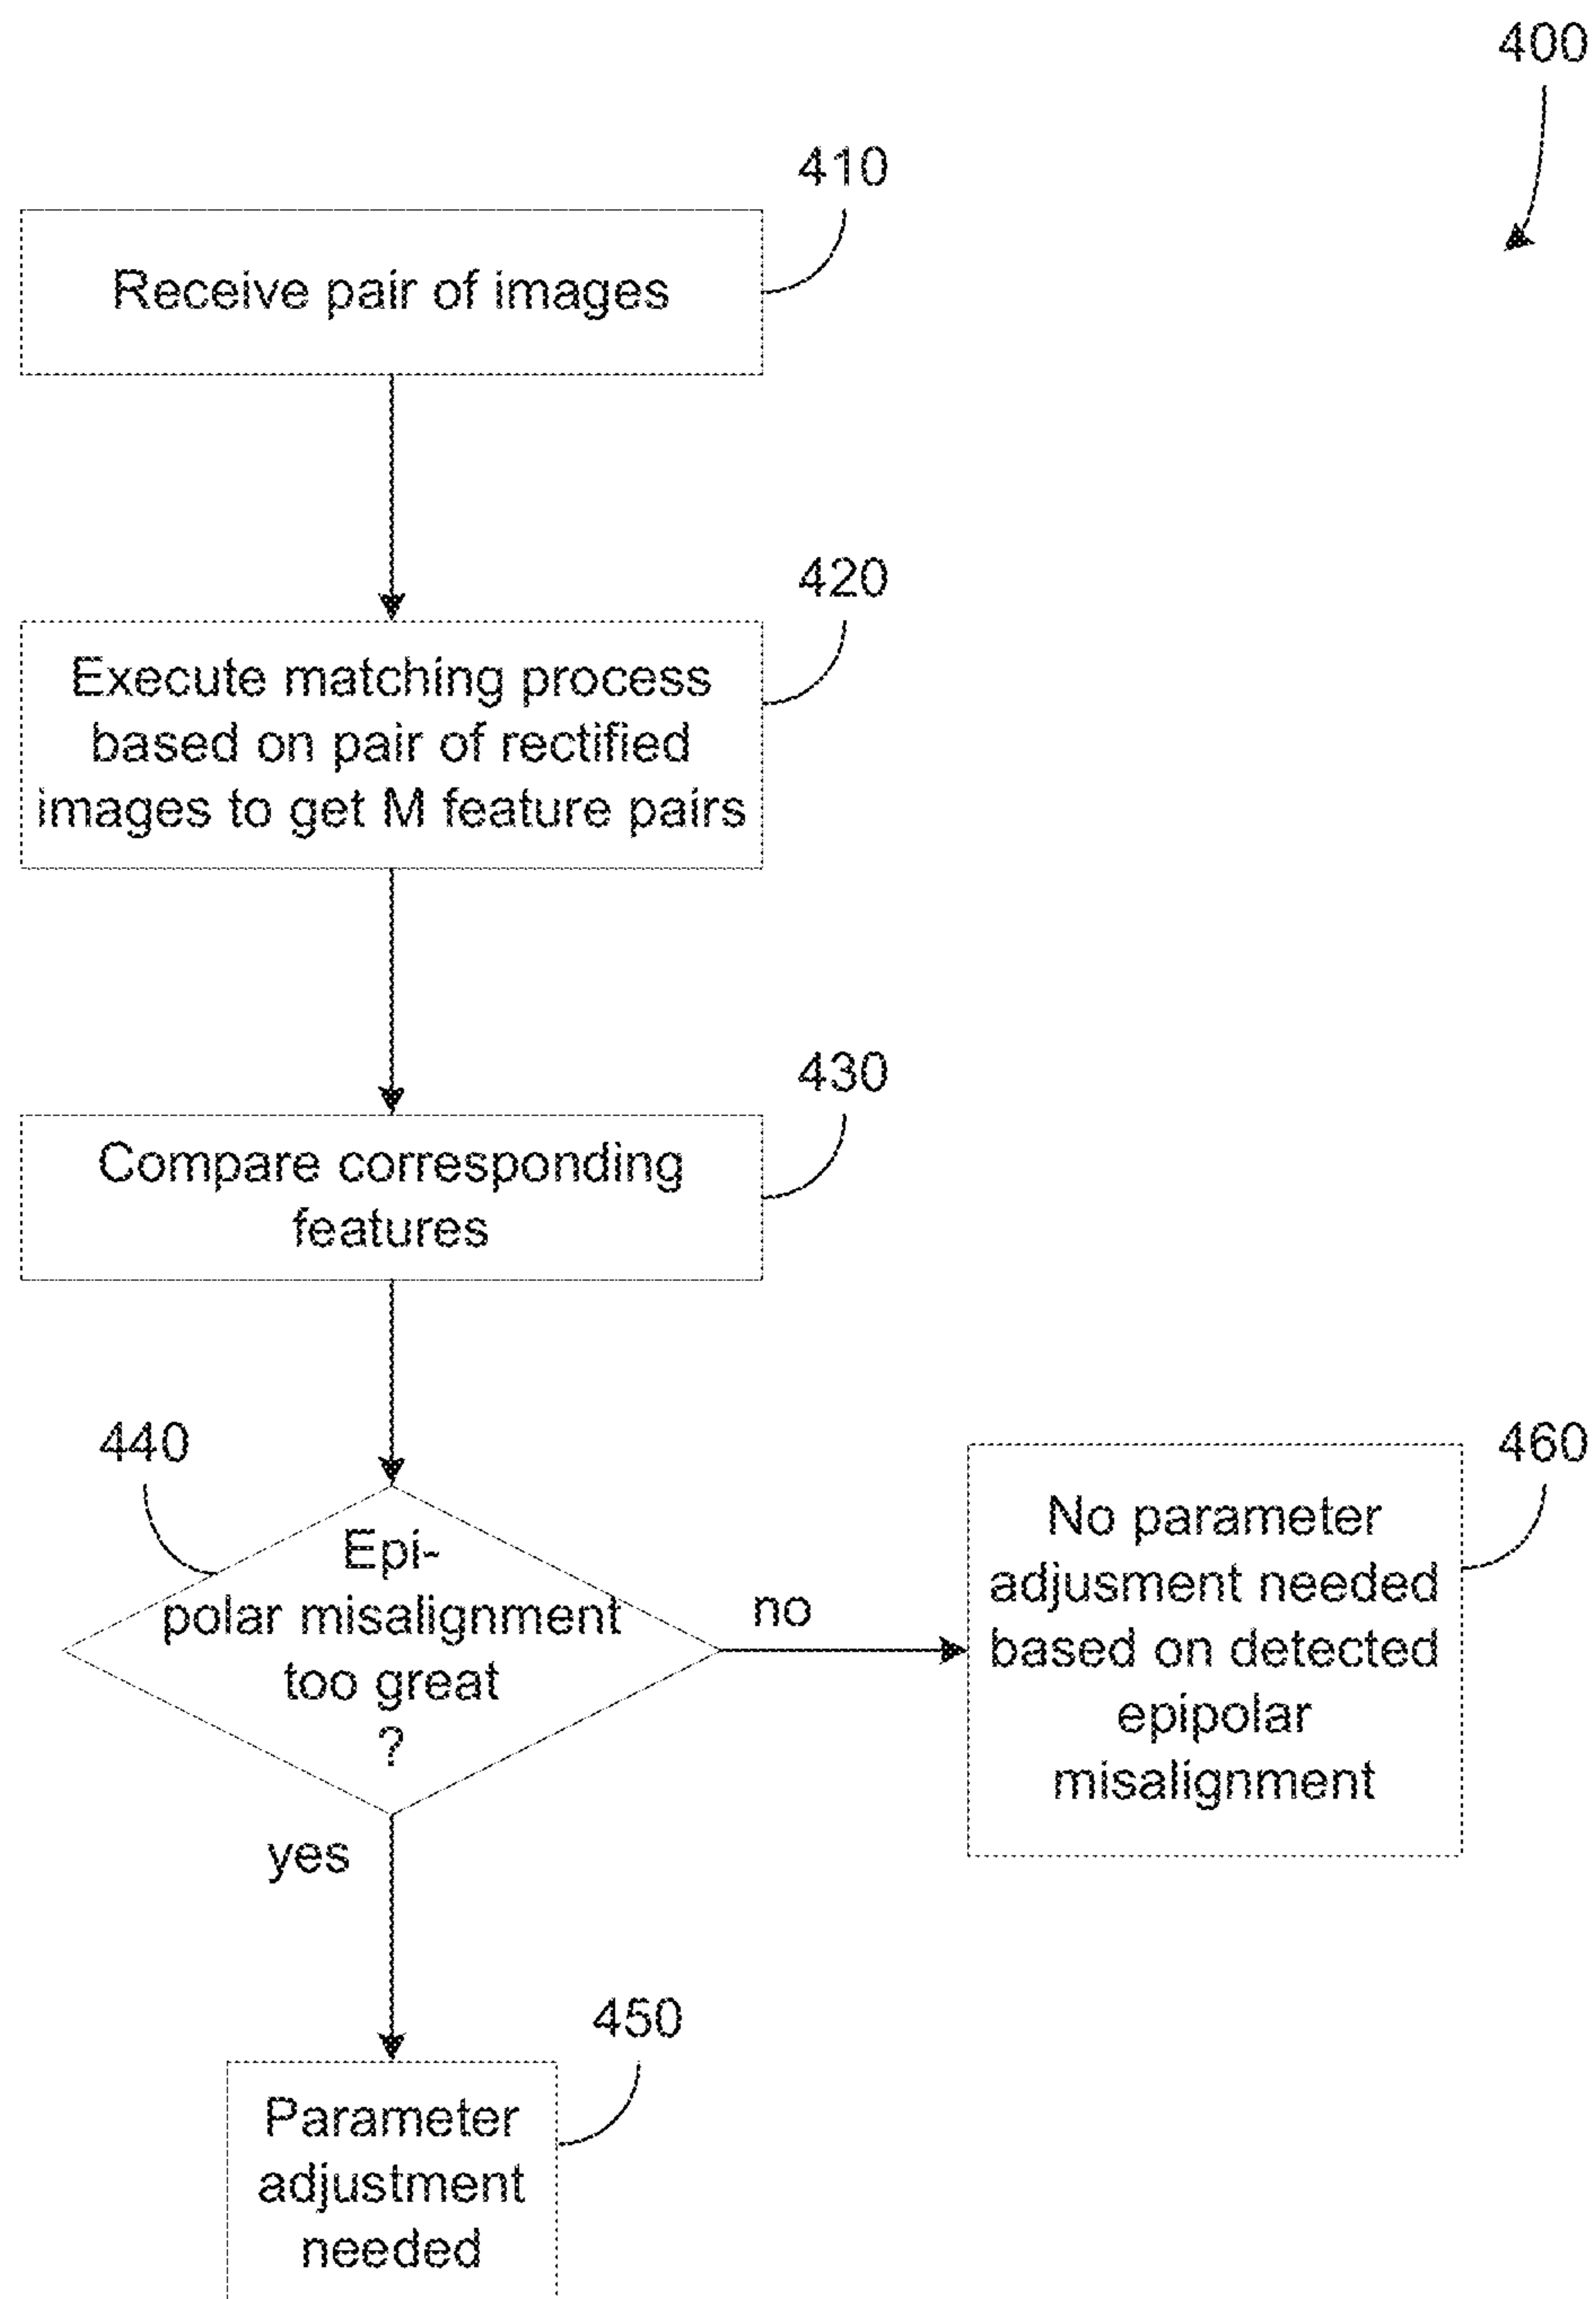 400
410
Receive pair of images
420
Execute matching process
based on pair of rectified
images to get M feature pairs
430
Compare corresponding
features
440
Epi-
polar misalignment
too great
?
no
460
No parameter
adjusment needed
based on detected
epipolar
misalignment
yes
450
Parameter
adjustment
needed